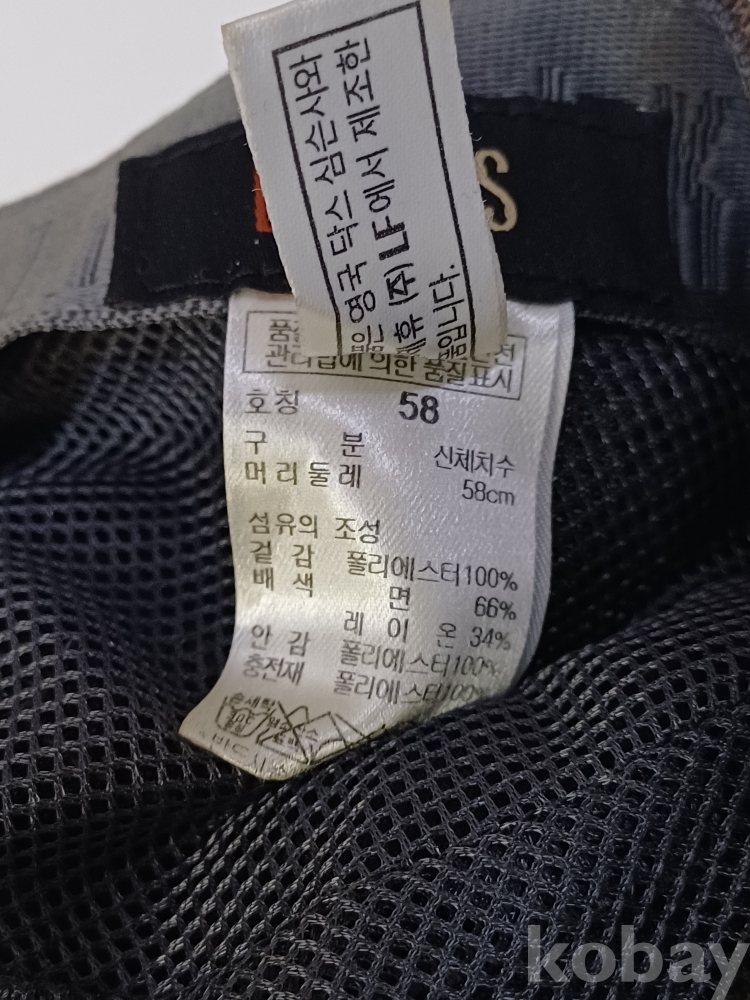 은 영국 닥스 심슨사와
휴 (주)LF에서 제조한
입니다.
S
관리법에 의한 품질표시
호칭 58
구 분 신체치수
머리둘레 58cm
섬유의 조성
겉 감 폴리에스터100%
배 색 면 66%
레 이 온 34%
안 감 폴리에스터100%
충전재 폴리에스터100%
손세탁
kobay